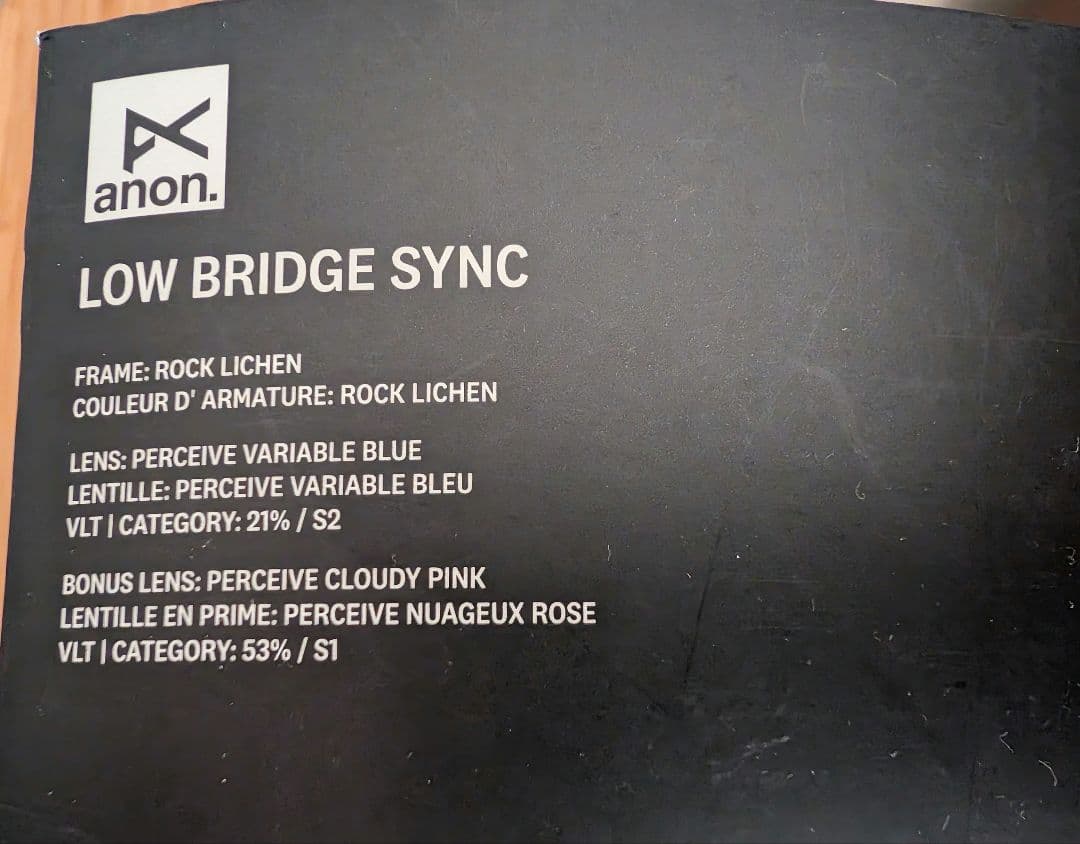 anon.
LOW BRIDGE SYNC
FRAME: ROCK LICHEN
COULEUR D' ARMATURE: ROCK LICHEN
LENS: PERCEIVE VARIABLE BLUE
LENTILLE: PERCEIVE VARIABLE BLEU
VLT | CATEGORY: 21% / S2
BONUS LENS: PERCEIVE CLOUDY PINK
LENTILLE EN PRIME: PERCEIVE NUAGEUX ROSE
VLT | CATEGORY: 53% / S1